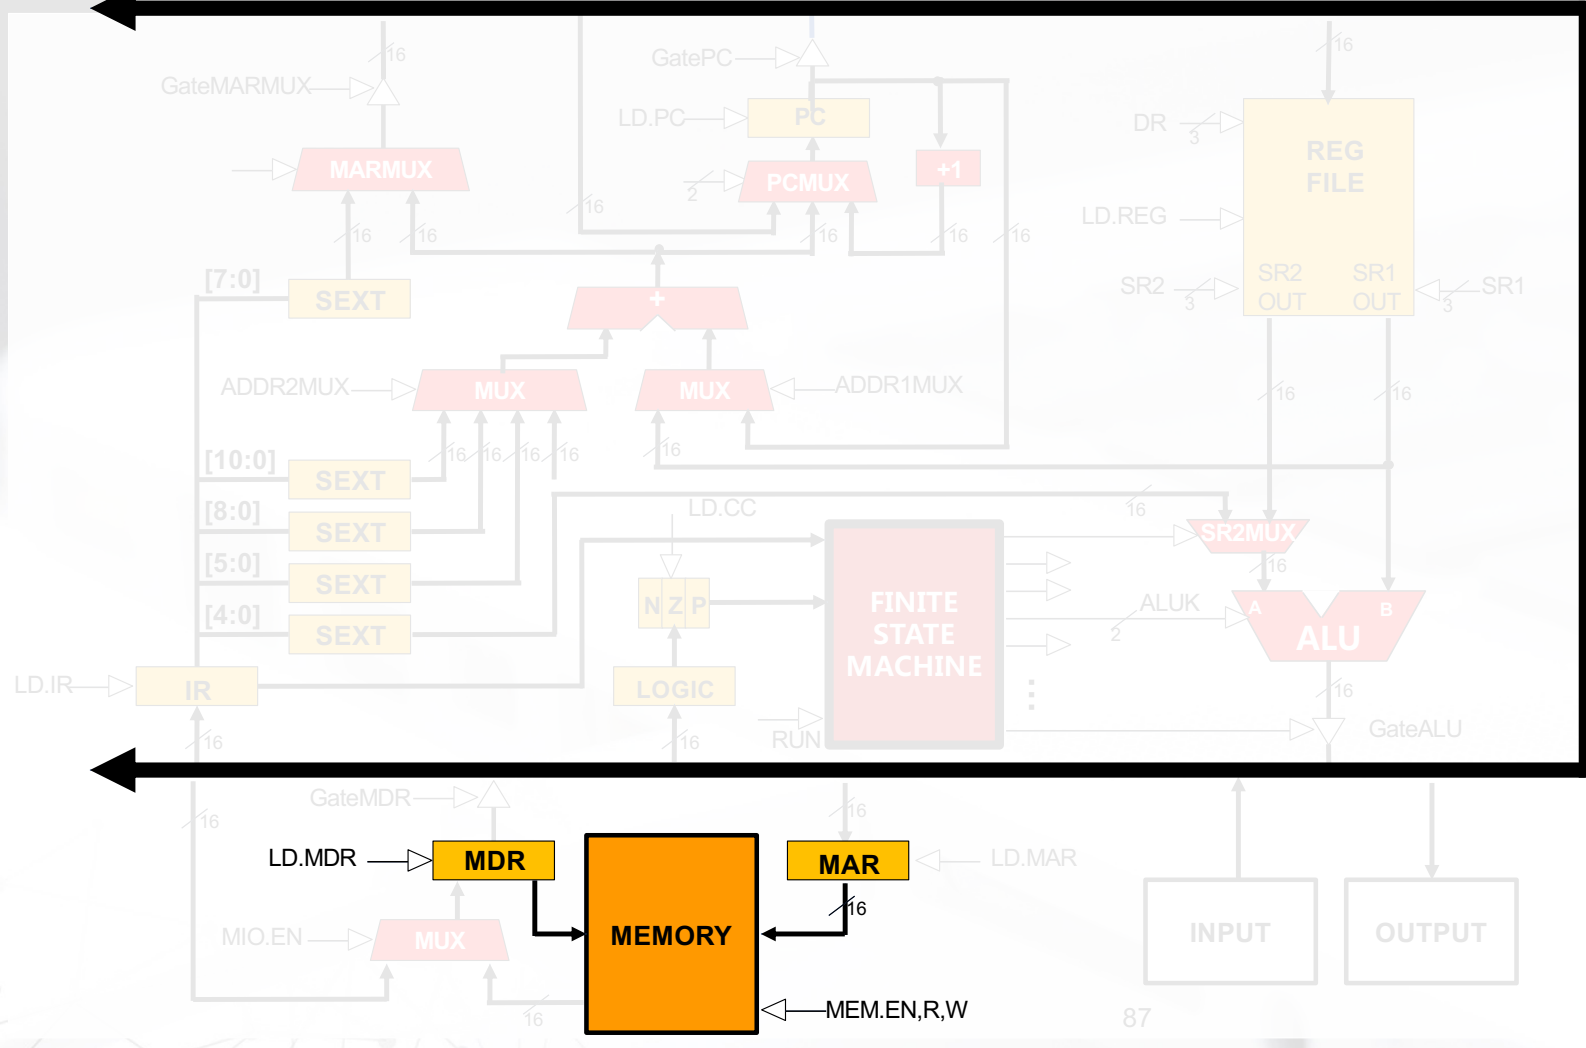 16
GatePC
GateMARMUX
LD.PC
PC
DR
3
16
REG
FILE
MARMUX
2
PCMUX
+1
16
LD.REG
16
16
16
16
16
[7:0]
SEXT
+
SR2
3
SR2
OUT
SR1
OUT
3
SR1
ADDR2MUX
MUX
MUX
ADDR1MUX
16
16
[10:0]
SEXT
16
16
16
16
16
[8:0]
SEXT
LD.CC
16
SR2MUX
[5:0]
SEXT
16
N Z P
FINITE
STATE
MACHINE
ALUK
2
A
B
ALU
[4:0]
SEXT
LD.IR
IR
LOGIC
16
16
16
RUN
GateALU
GateMDR
16
16
LD.MDR
MDR
MAR
LD.MAR
16
MIO.EN
MUX
MEMORY
INPUT
OUTPUT
16
MEM.EN,R,W
87